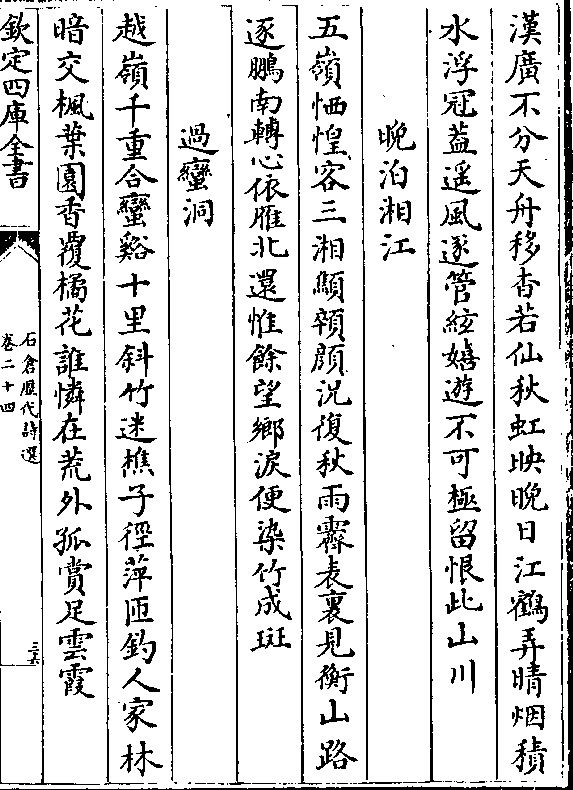 漢廣不分天舟移杳若仙秋虹映晚日江鶴弄晴烟積
水浮冠蓋遥風逐管絃嬉遊不可極留恨此山川
晚泊湘江
五嶺恓惶客三湘顦顇顔况復秋雨霽表裏見衡山路
逐鵬南轉心依雁北還惟餘望鄉淚便染竹成斑
過蠻洞
越嶺千重合蠻谿十里斜竹迷樵子徑萍匝釣人家林
暗交楓葉園香覆橘花誰憐在荒外孤賞足雲霞
欽定四庫全書
石倉歷代詩選
卷二十四